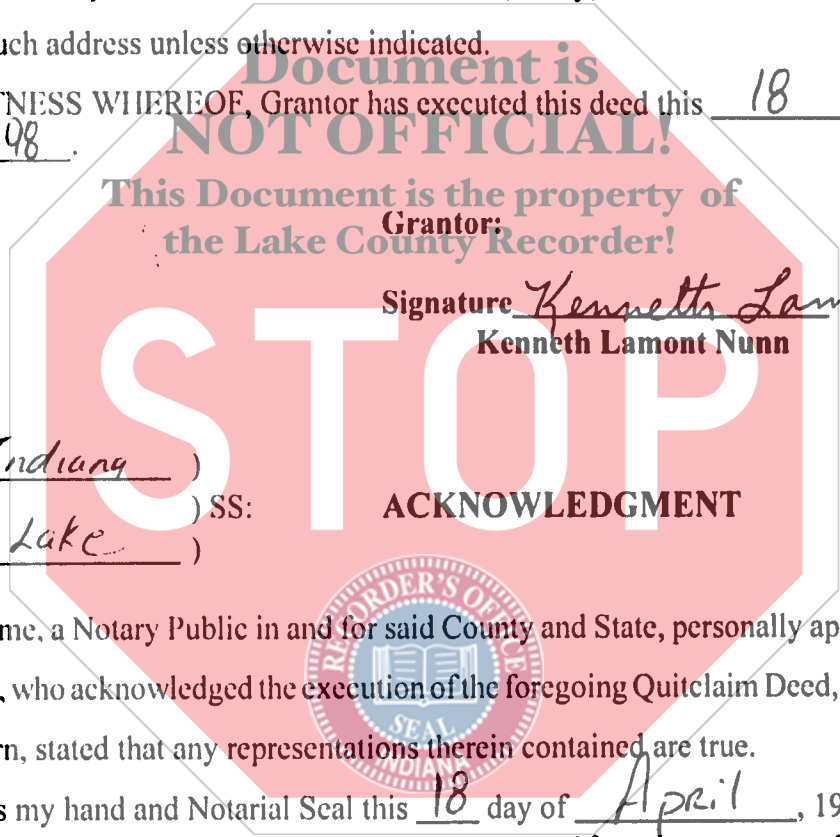 uch address unless otherwise indicated.
Document is
TNESS WHEREOF, Grantor has executed this deed this 18
98.
NOT OFFICIAL!
This Document is the property of
Grantor:
the Lake County Recorder!
Signature Kenneth Lam
Kenneth Lamont Nunn
STOP
Indiana )
) SS: ACKNOWLEDGMENT
Lake )
RECORDER'S OFFICE
me, a Notary Public in and for said County and State, personally ap
, who acknowledged the execution of the foregoing Quitclaim Deed,
SEAL
rn, stated that any representations therein contained are true.
INDIANA
s my hand and Notarial Seal this 18 day of April, 19